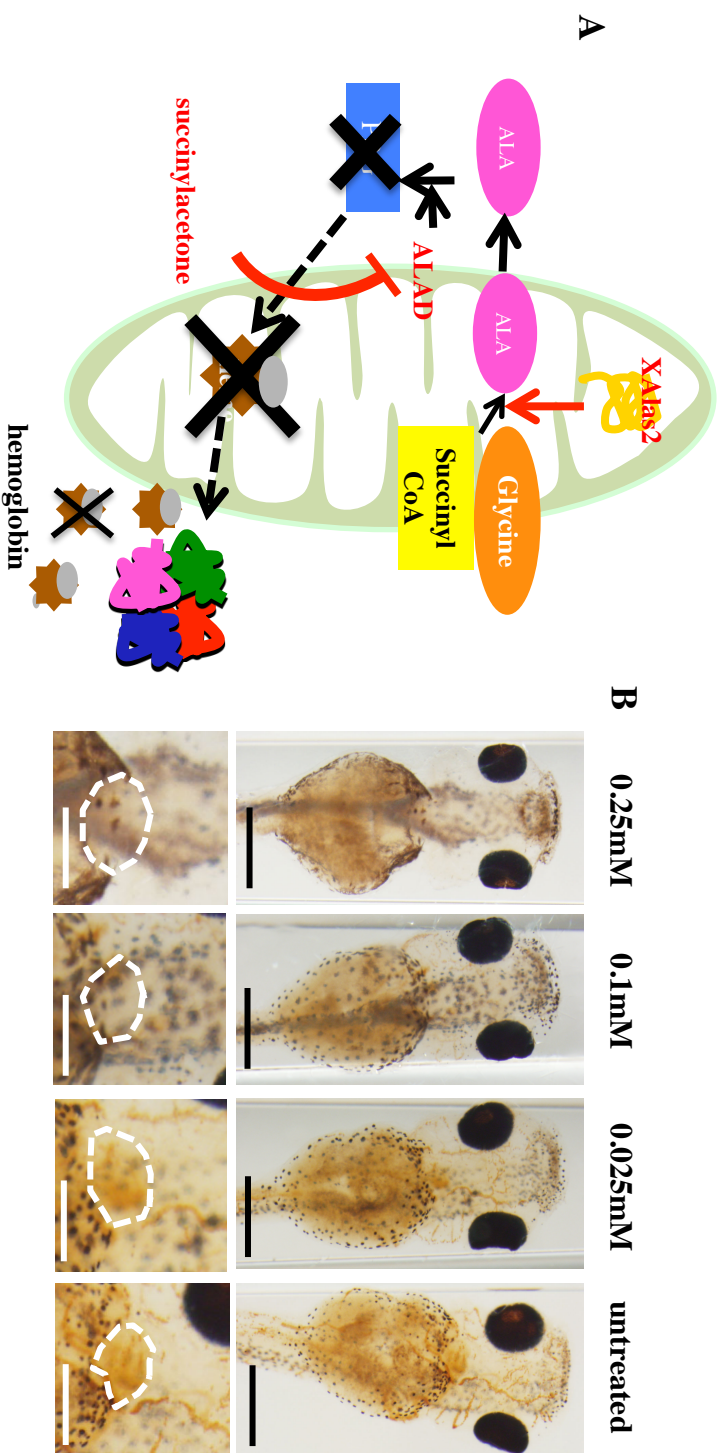 A
XAlas2
Glycine
Succinyl
CoA
ALA
ALA
ALAD
succinylacetone
hemoglobin
B
0.25mM
0.1mM
0.025mM
untreated